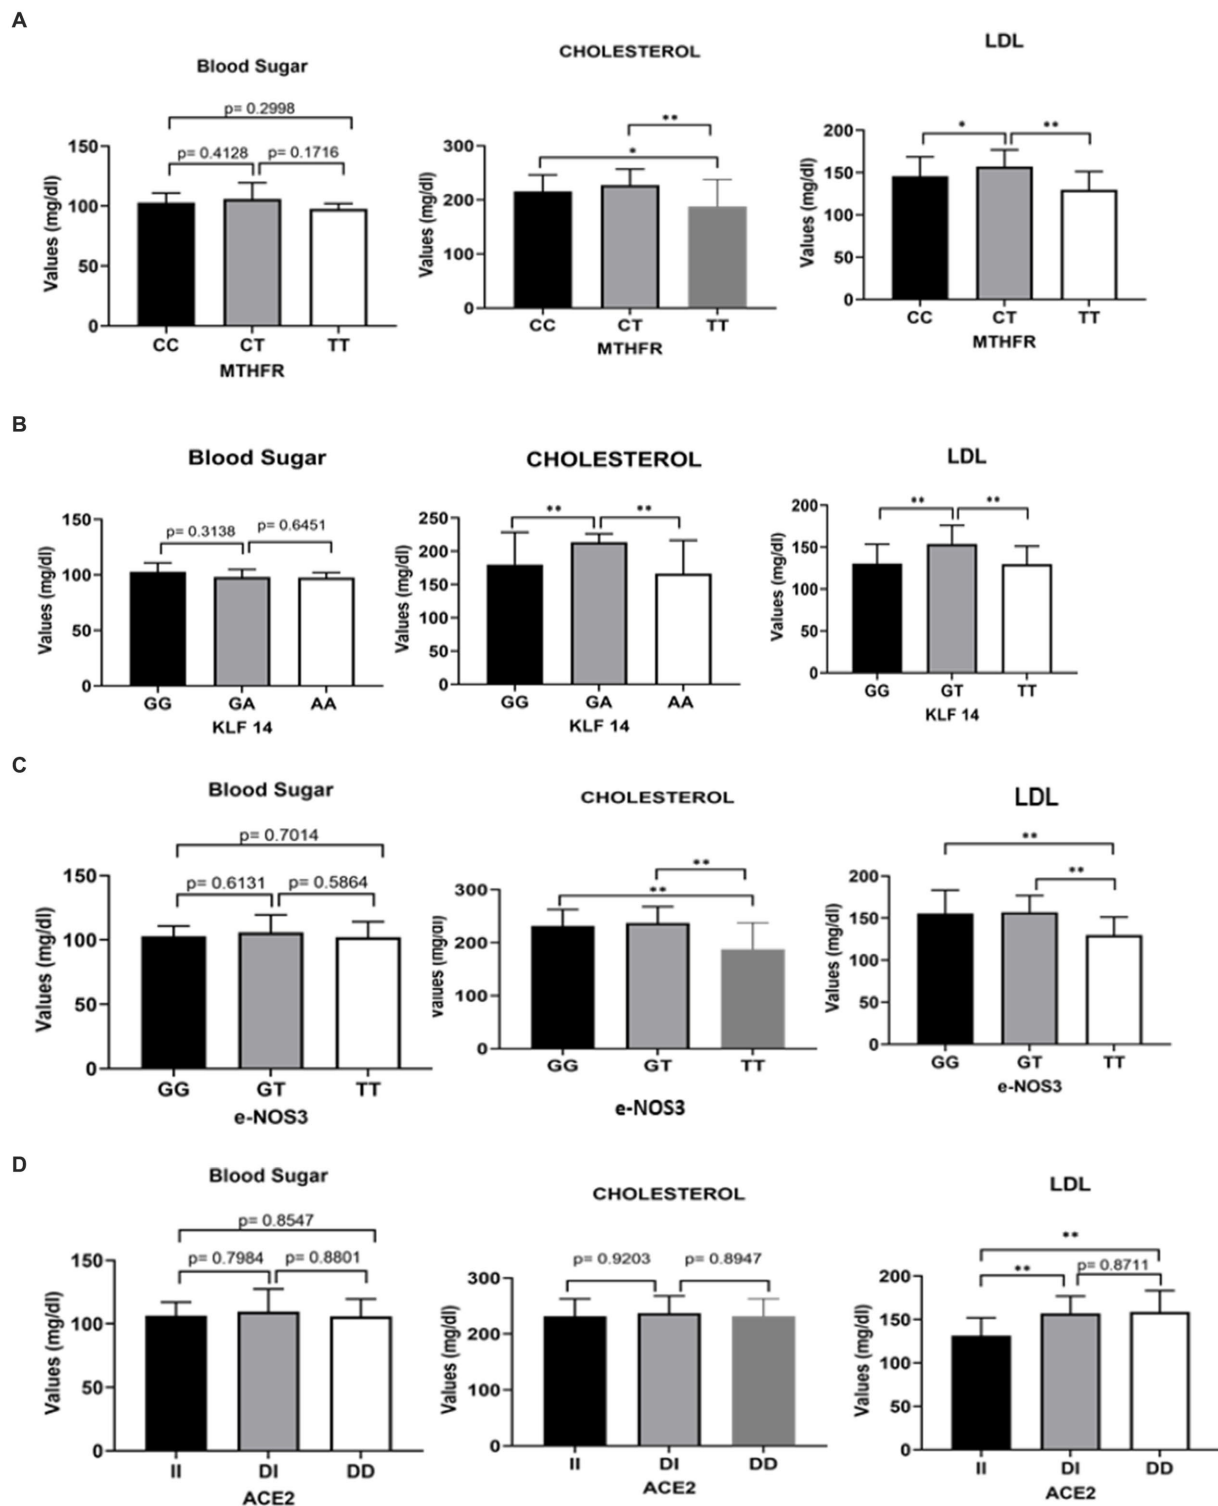 A
Blood Sugar
p= 0.2998
p= 0.4128 p= 0.1716
Values (mg/dl)
150
100
50
0
CC CT TT
MTHFR
CHOLESTEROL
**
*
Values (mg/dl)
300
200
100
0
CC CT TT
MTHFR
LDL
* **
Values (mg/dl)
200
150
100
50
0
CC CT TT
MTHFR
B
Blood Sugar
p= 0.3138 p= 0.6451
Values (mg/dl)
150
100
50
0
GG GA AA
KLF 14
CHOLESTEROL
** **
Values (mg/dl)
250
200
150
100
50
0
GG GA AA
KLF 14
LDL
** **
Values (mg/dl)
200
150
100
50
0
GG GT TT
KLF 14
C
Blood Sugar
p= 0.7014
p= 0.6131 p= 0.5864
Values (mg/dl)
150
100
50
0
GG GT TT
e-NOS3
CHOLESTEROL
**
**
Values (mg/dl)
300
200
100
0
GG GT TT
e-NOS3
LDL
**
**
Values (mg/dl)
200
150
100
50
0
GG GT TT
e-NOS3
D
Blood Sugar
p= 0.8547
p= 0.7984 p= 0.8801
Values (mg/dl)
150
100
50
0
II DI DD
ACE2
CHOLESTEROL
p= 0.9203 p= 0.8947
Values (mg/dl)
300
200
100
0
II DI DD
ACE2
LDL
**
** p= 0.8711
Values (mg/dl)
200
150
100
50
0
II DI DD
ACE2